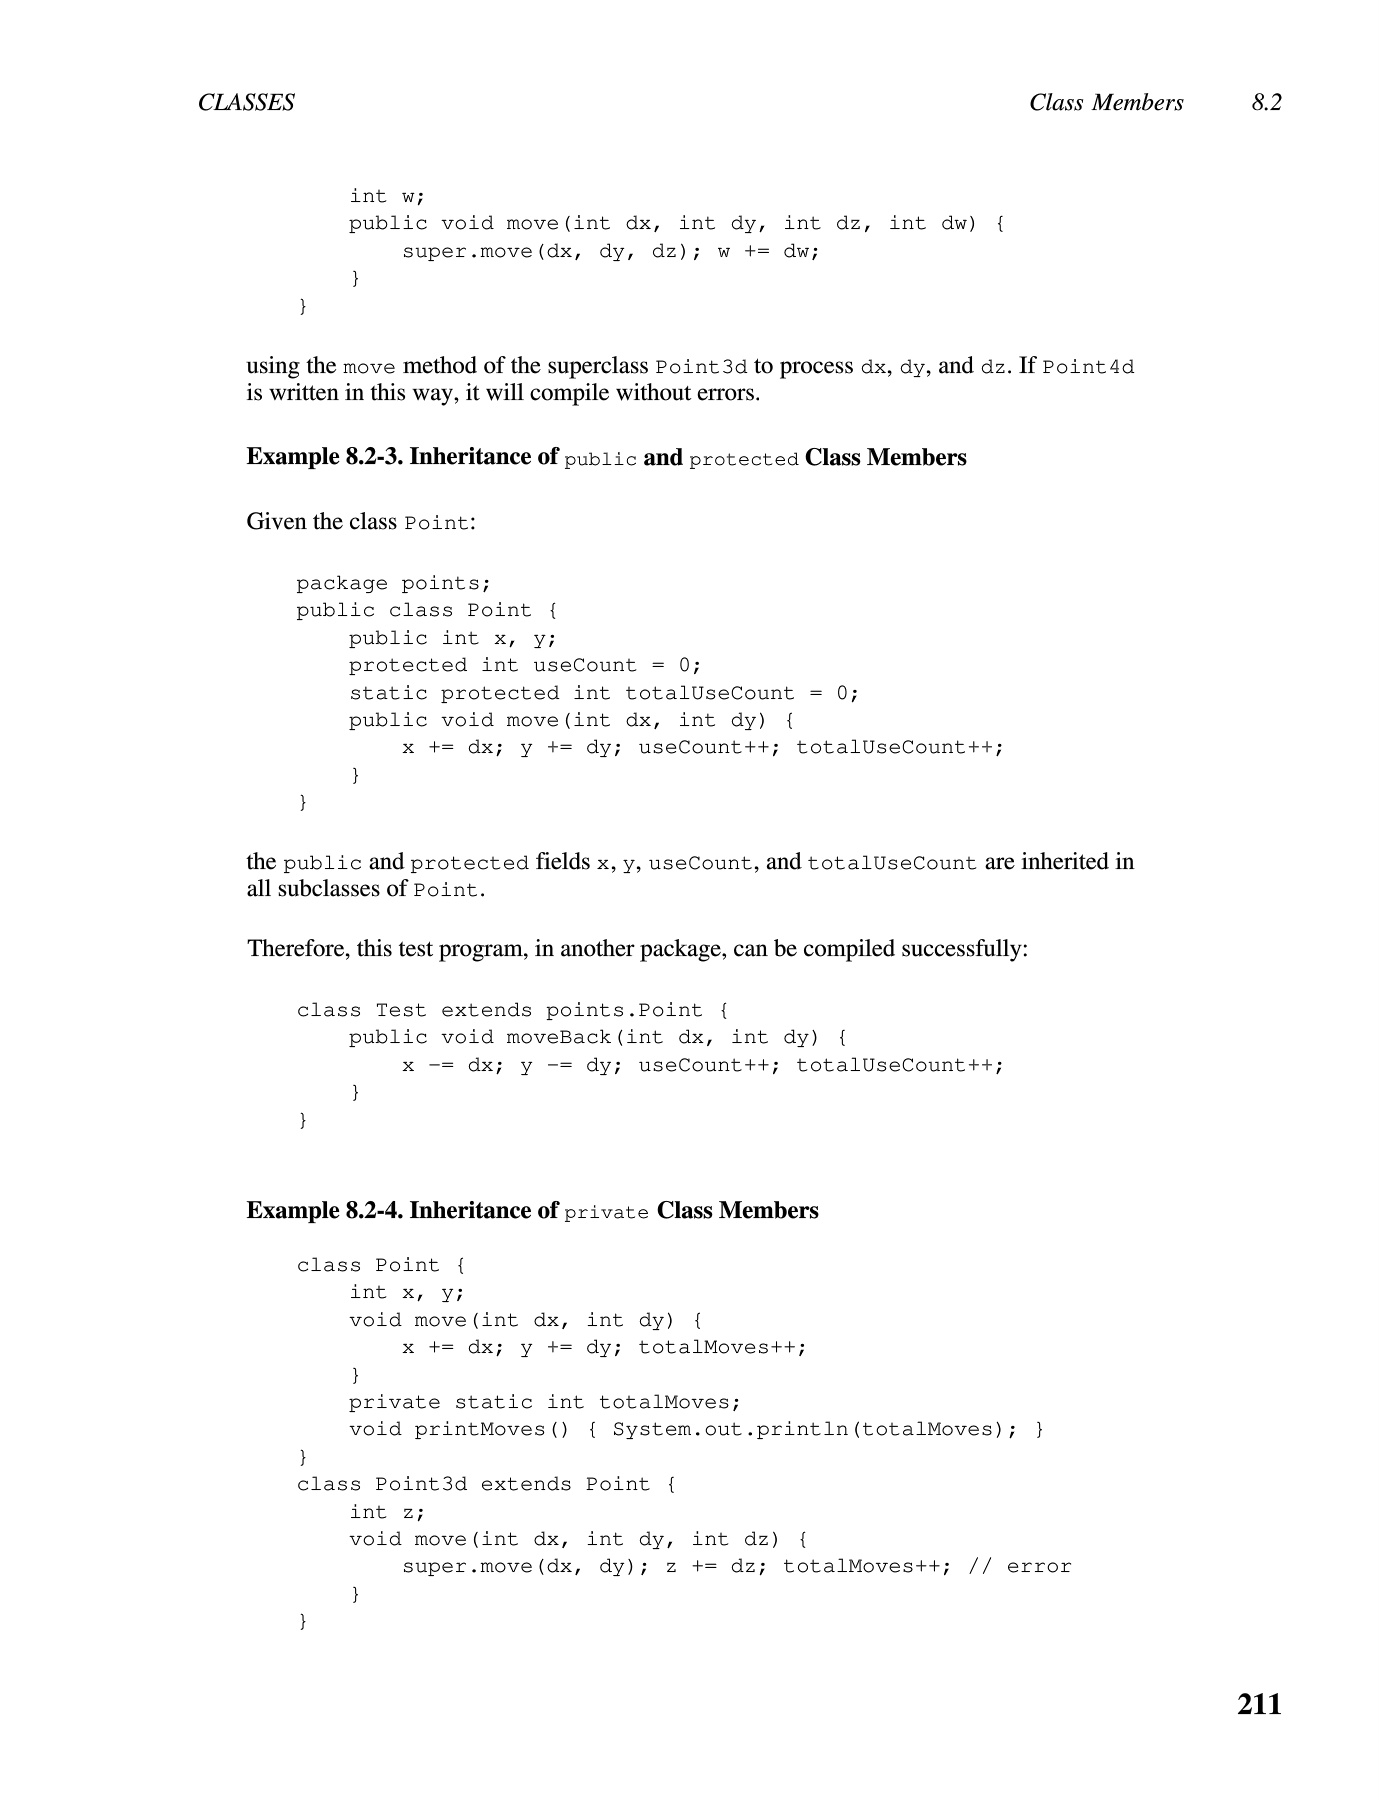 CLASSES Class Members 8.2
int w;
public void move(int dx, int dy, int dz, int dw) {
super.move(dx, dy, dz); w += dw;
}
}
using the move method of the superclass Point3d to process dx, dy, and dz. If Point4d
is written in this way, it will compile without errors.
Example 8.2-3. Inheritance of public and protected Class Members
Given the class Point:
package points;
public class Point {
public int x, y;
protected int useCount = 0;
static protected int totalUseCount = 0;
public void move(int dx, int dy) {
x += dx; y += dy; useCount++; totalUseCount++;
}
}
the public and protected fields x, y, useCount, and totalUseCount are inherited in
all subclasses of Point.
Therefore, this test program, in another package, can be compiled successfully:
class Test extends points.Point {
public void moveBack(int dx, int dy) {
x -= dx; y -= dy; useCount++; totalUseCount++;
}
}
Example 8.2-4. Inheritance of private Class Members
class Point {
int x, y;
void move(int dx, int dy) {
x += dx; y += dy; totalMoves++;
}
private static int totalMoves;
void printMoves() { System.out.println(totalMoves); }
}
class Point3d extends Point {
int z;
void move(int dx, int dy, int dz) {
super.move(dx, dy); z += dz; totalMoves++; // error
}
}
211